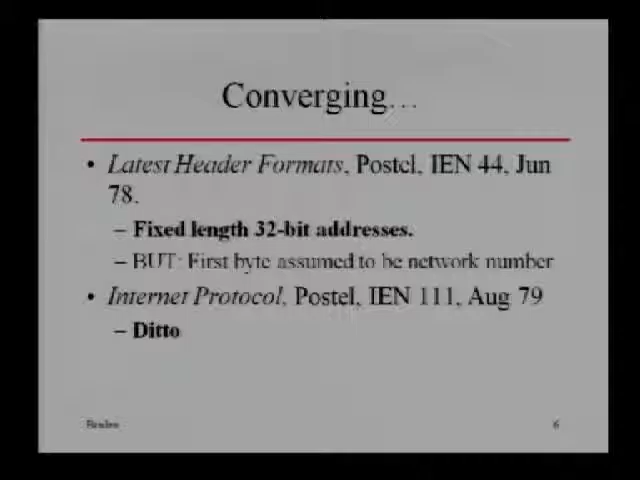 Converging...
• Latest Header Formats, Postel, IEN 44, Jun
78.
– Fixed length 32-bit addresses.
– BUT: First byte assumed to be network number
• Internet Protocol, Postel, IEN 111, Aug 79
– Ditto
6